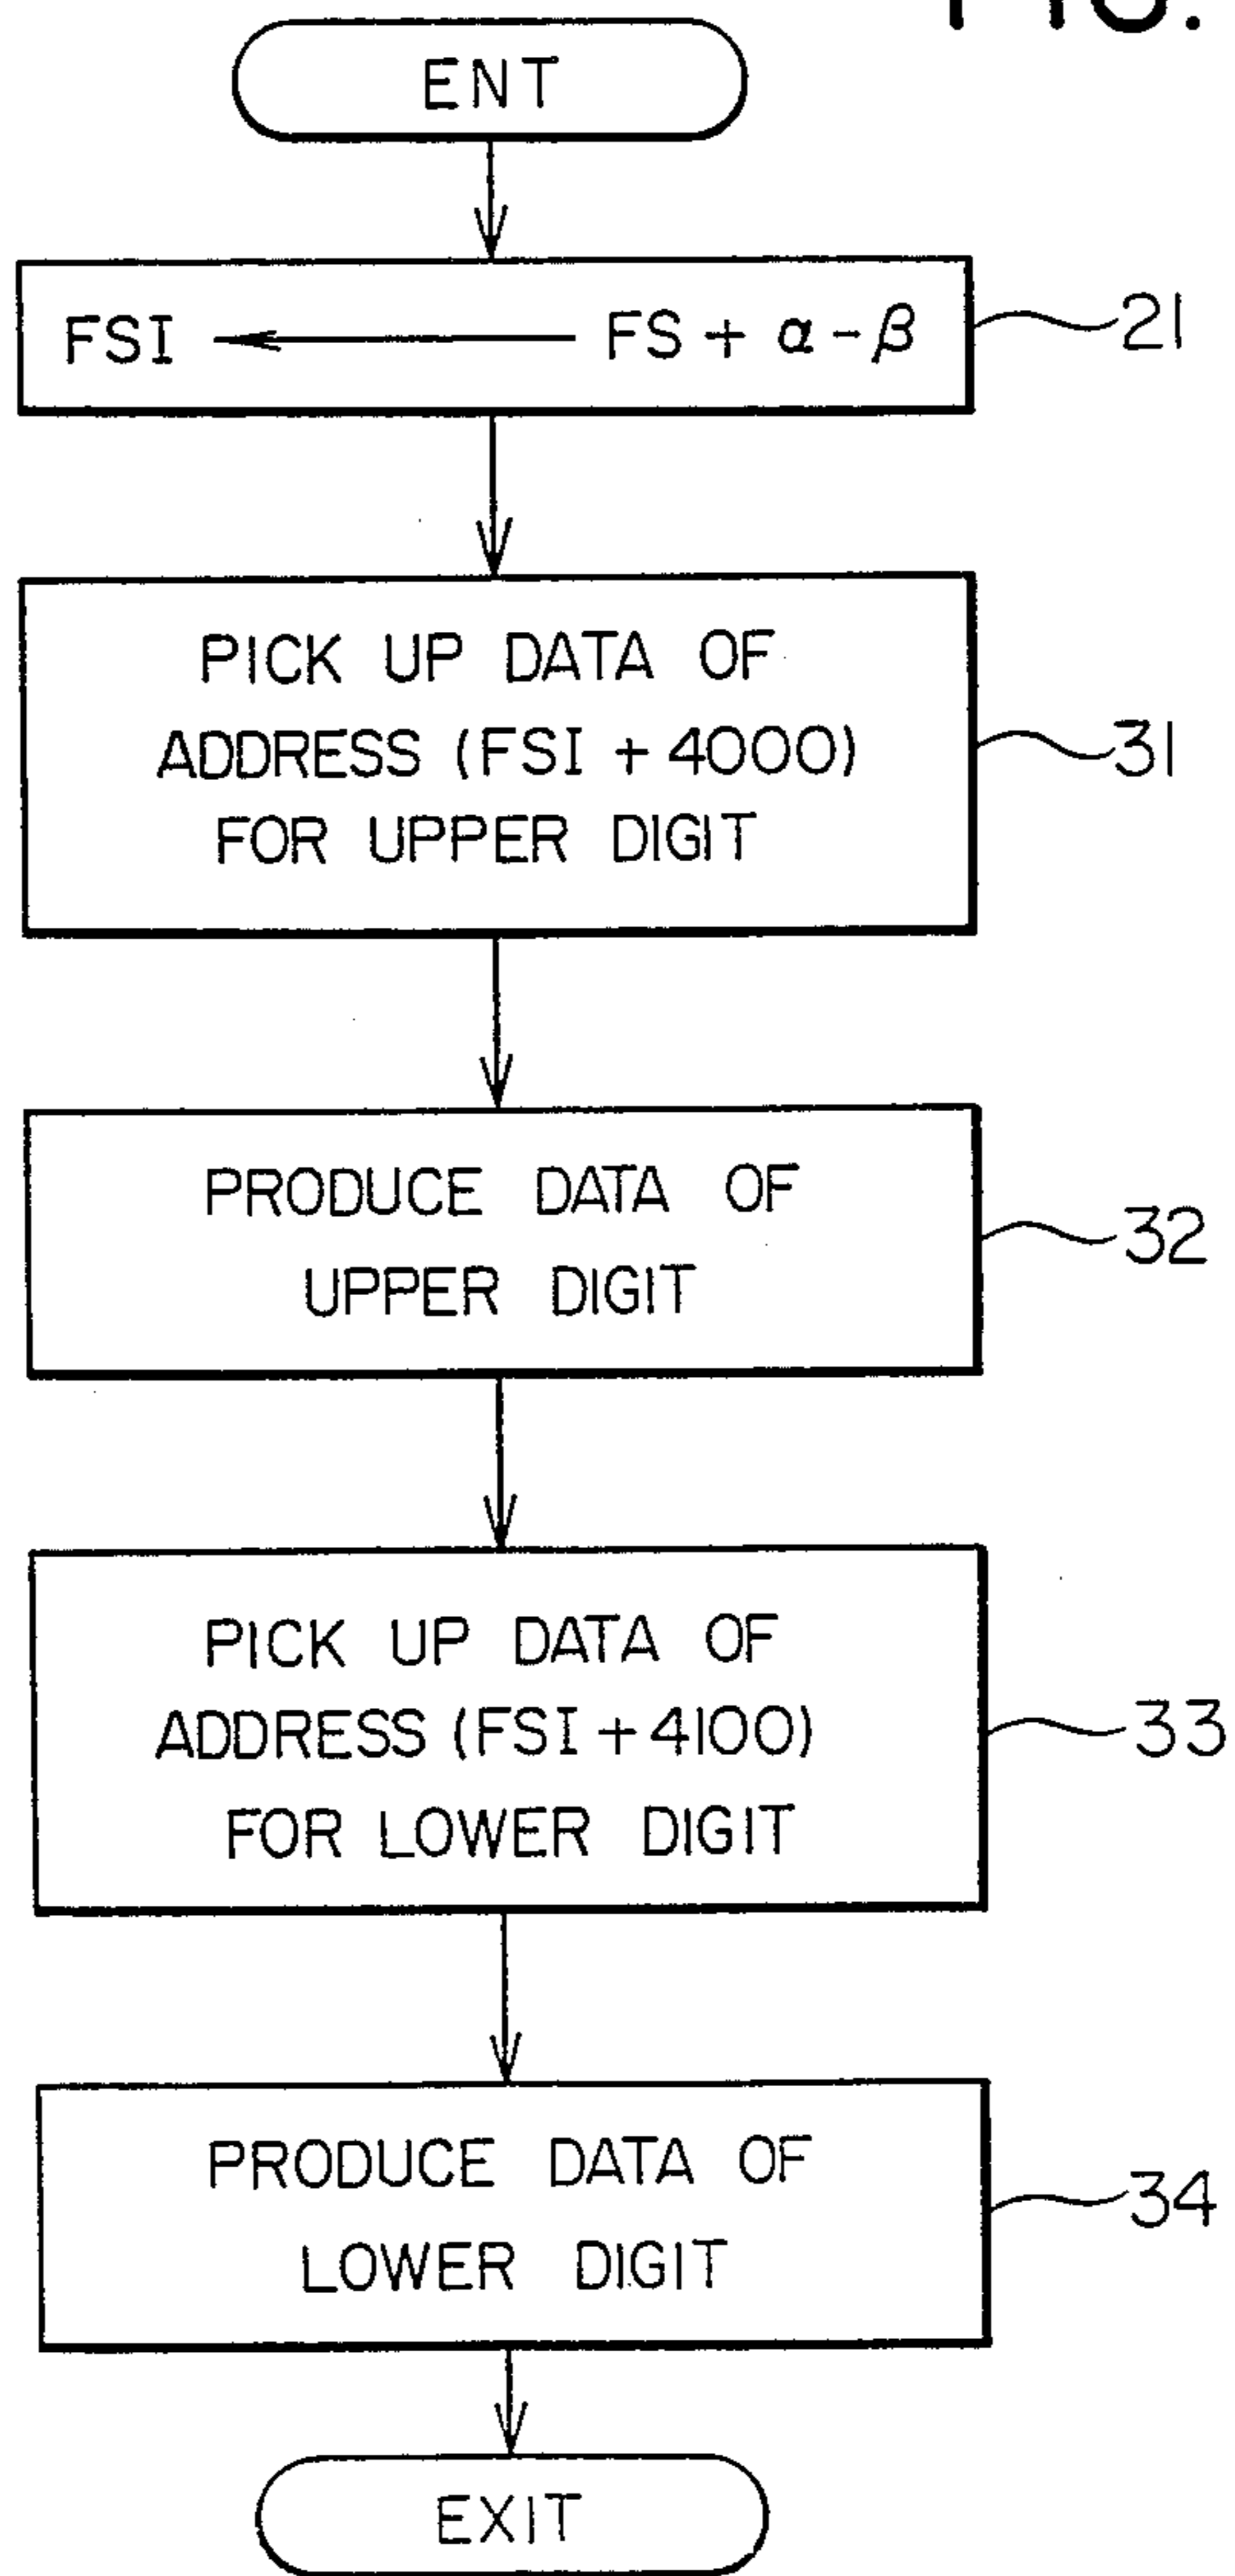 FIG.
ENT
FSI ← FS + α - β
21
PICK UP DATA OF
ADDRESS (FSI + 4000)
FOR UPPER DIGIT
31
PRODUCE DATA OF
UPPER DIGIT
32
PICK UP DATA OF
ADDRESS (FSI + 4100)
FOR LOWER DIGIT
33
PRODUCE DATA OF
LOWER DIGIT
34
EXIT